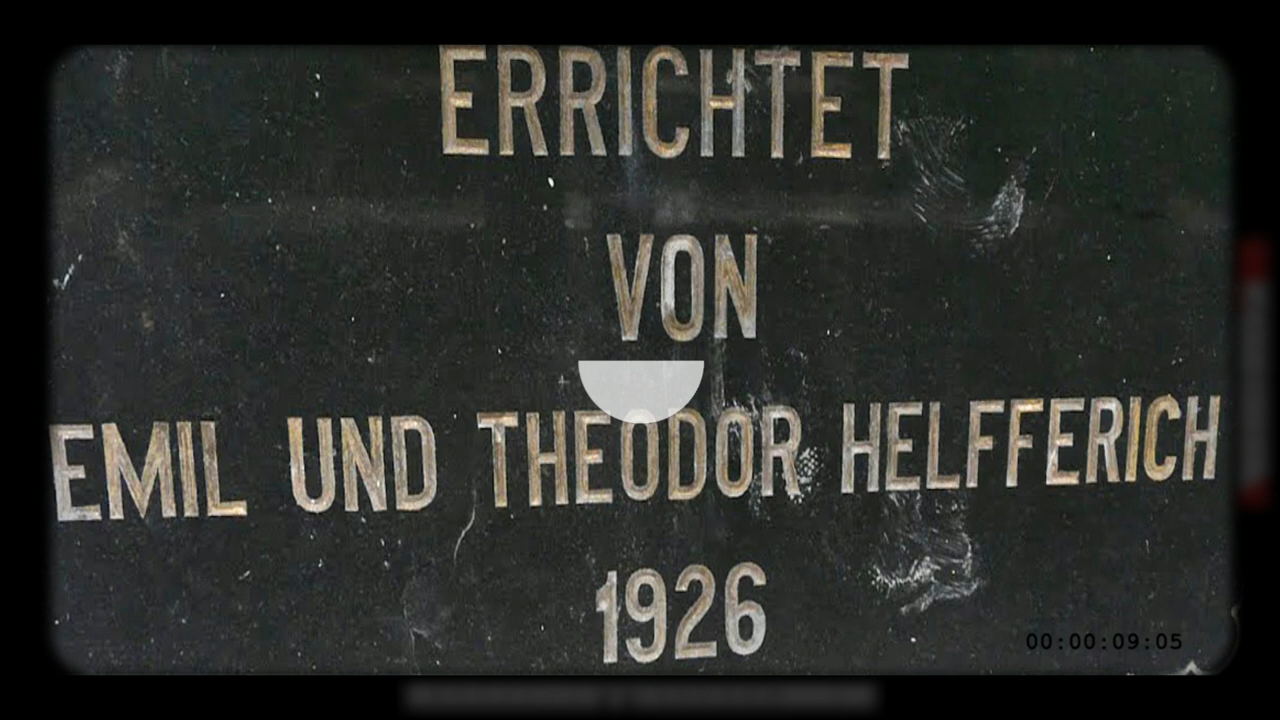 ERRICHTET
VON
EMIL UND THEODOR HELFFERICH
1926
00:00:09:05